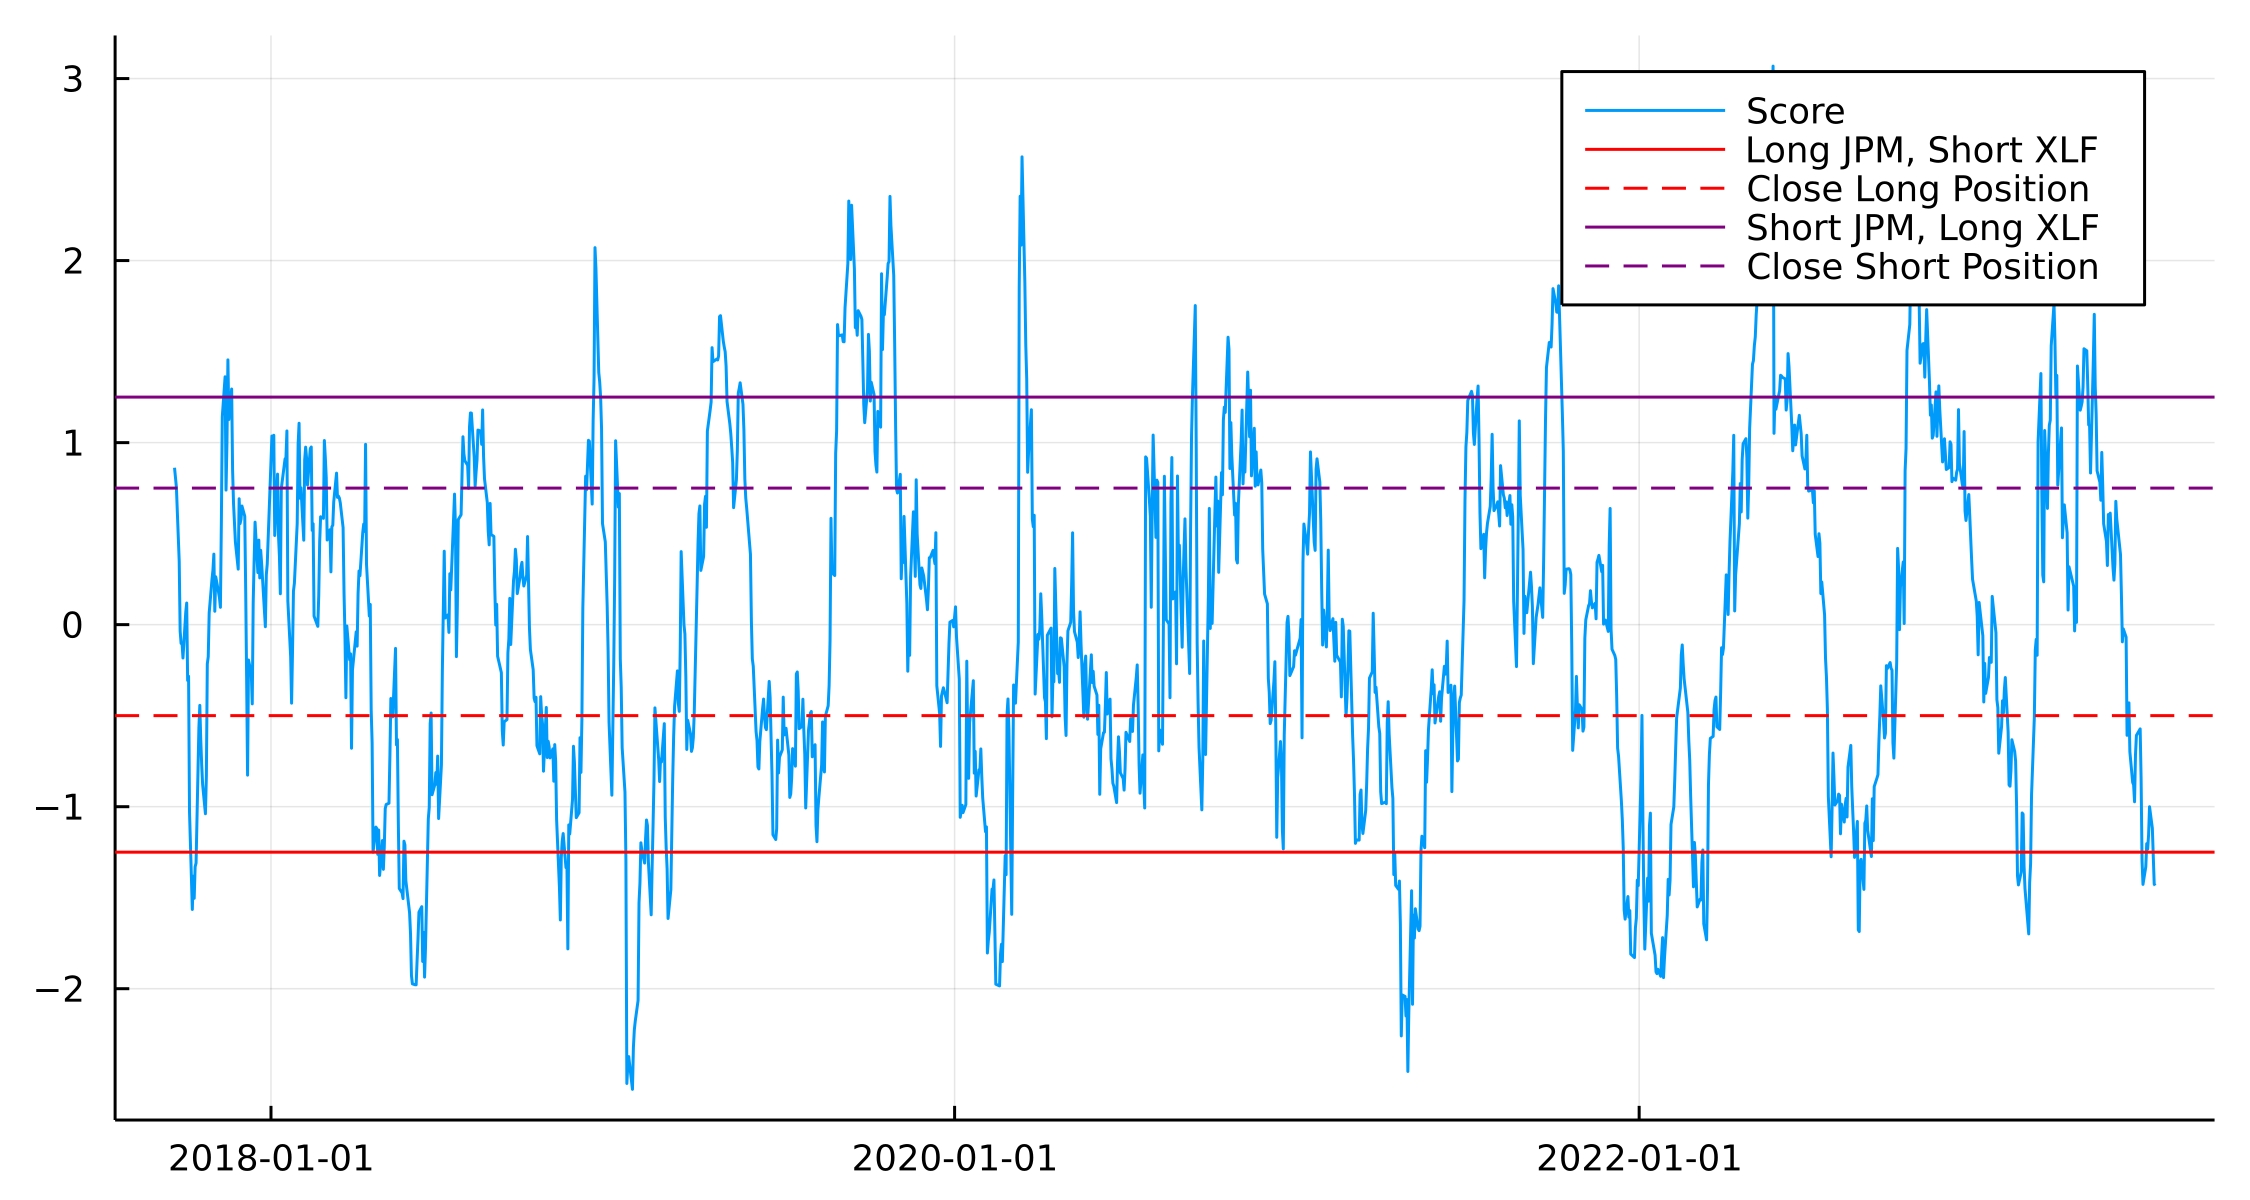 3
2
1
0
−1
−2
2018-01-01
2020-01-01
2022-01-01
Score
Long JPM, Short XLF
Close Long Position
Short JPM, Long XLF
Close Short Position